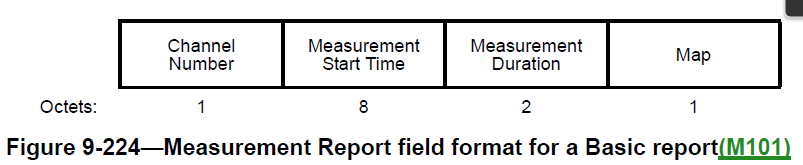 Channel Number
Measurement Start Time
Measurement Duration
Map
Octets: 1 8 2 1
Figure 9-224—Measurement Report field format for a Basic report(M101)